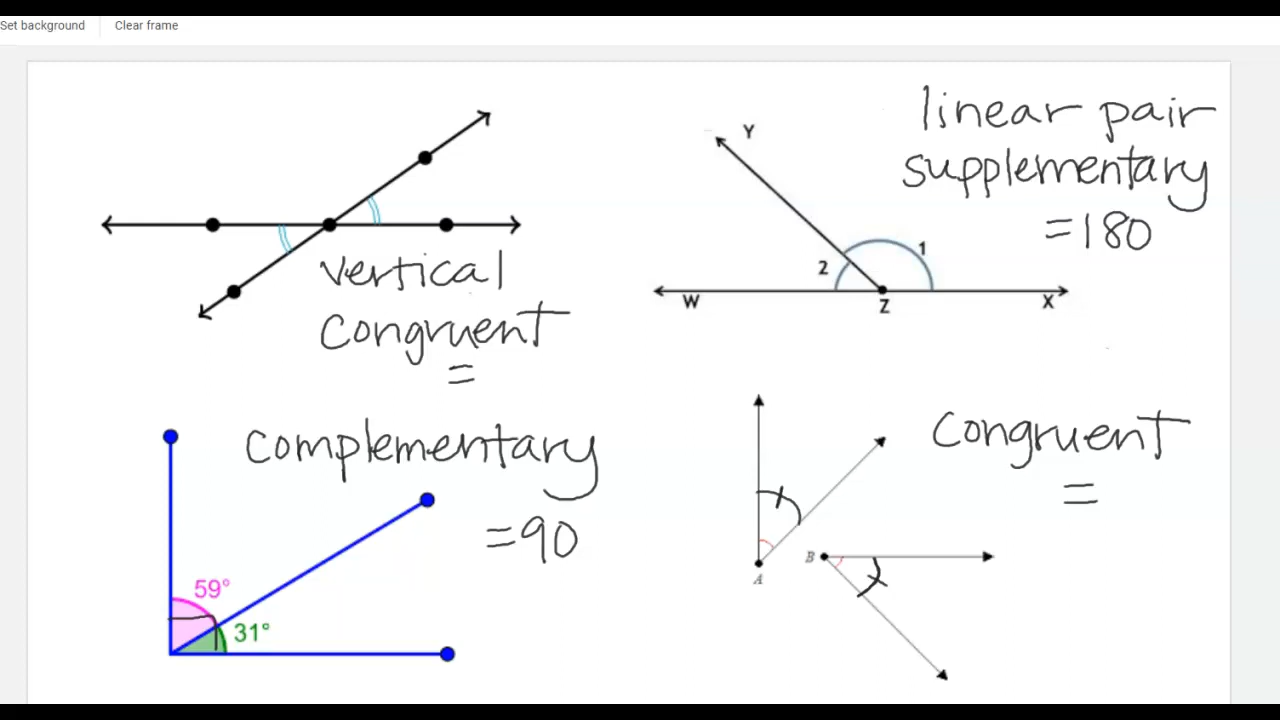 Set background
Clear frame
vertical
congruent
=
Y
2
1
W
Z
X
linear pair
supplementary
=180
complementary
=90
59°
31°
A
B
congruent
=